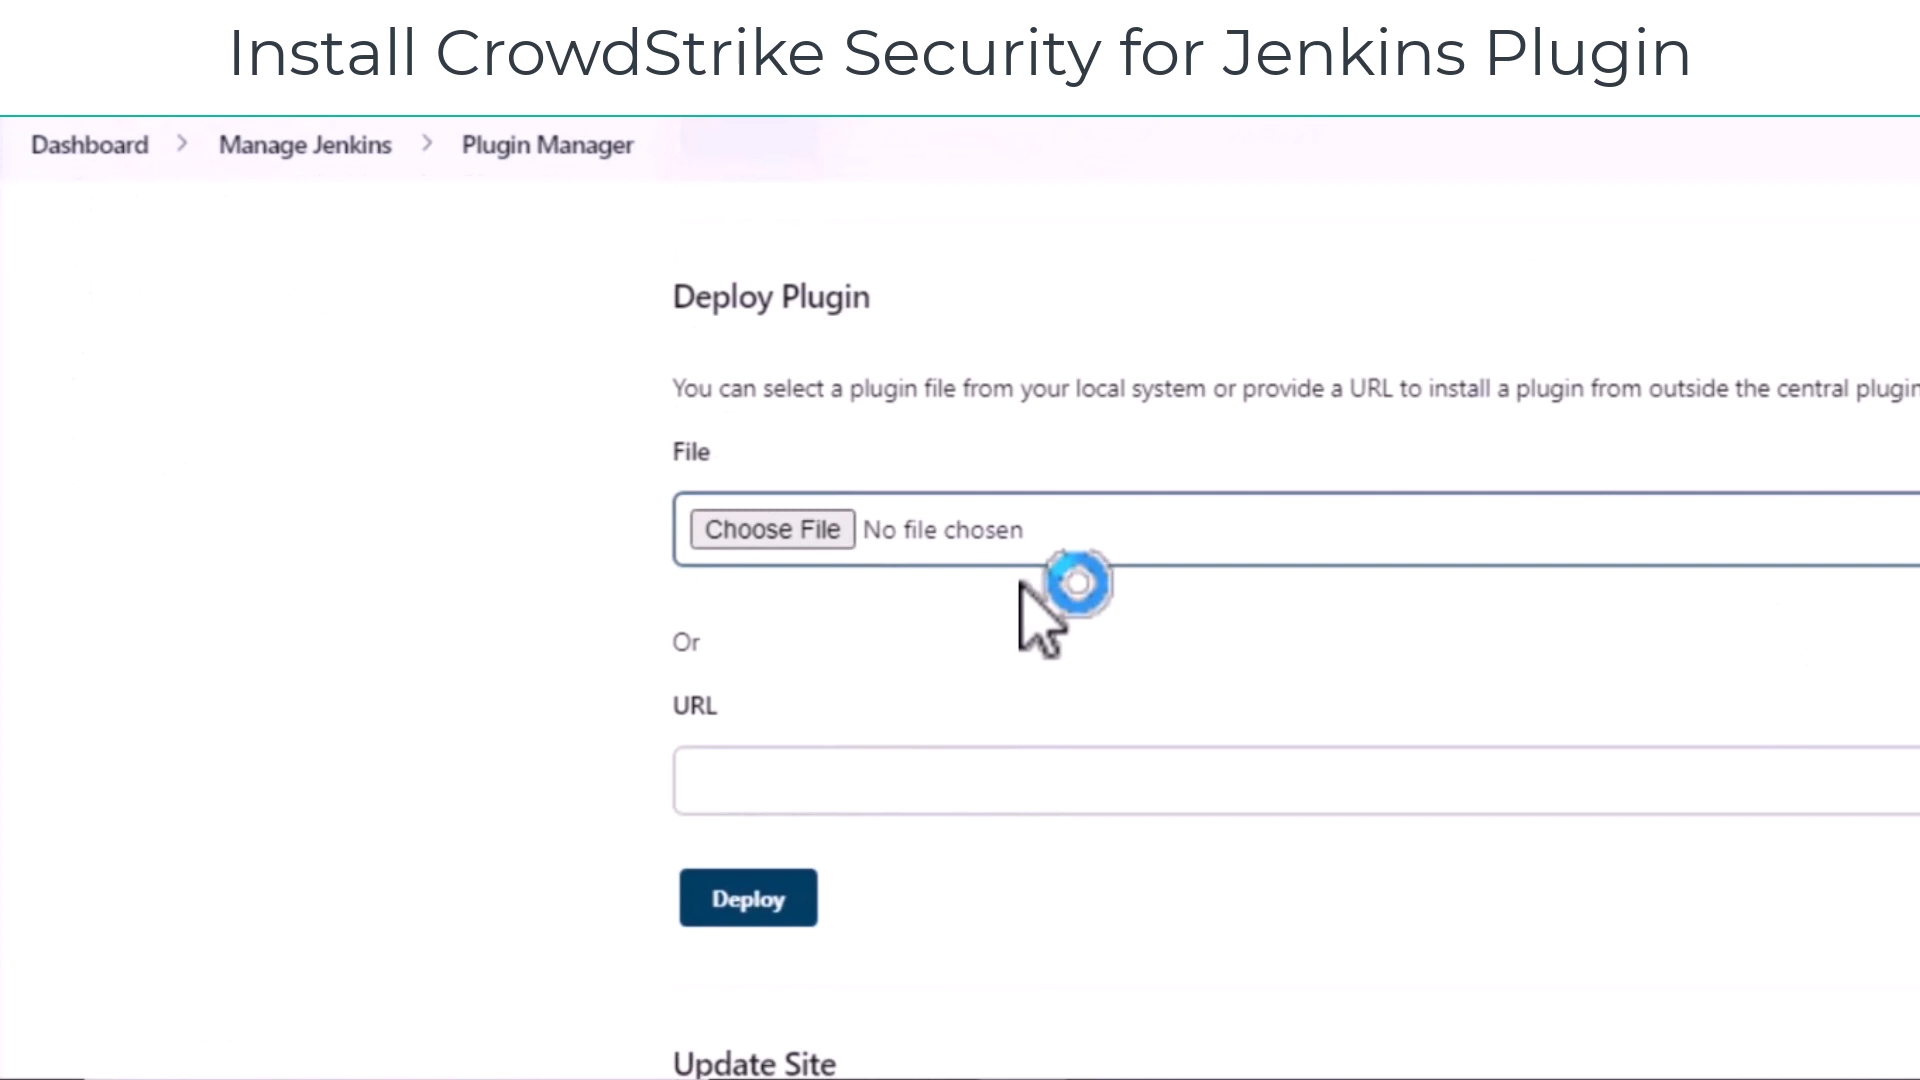 Install CrowdStrike Security for Jenkins Plugin
Dashboard > Manage Jenkins > Plugin Manager
Deploy Plugin
You can select a plugin file from your local system or provide a URL to install a plugin from outside the central plugin
File
Choose File No file chosen
Or
URL
Deploy
Update Site